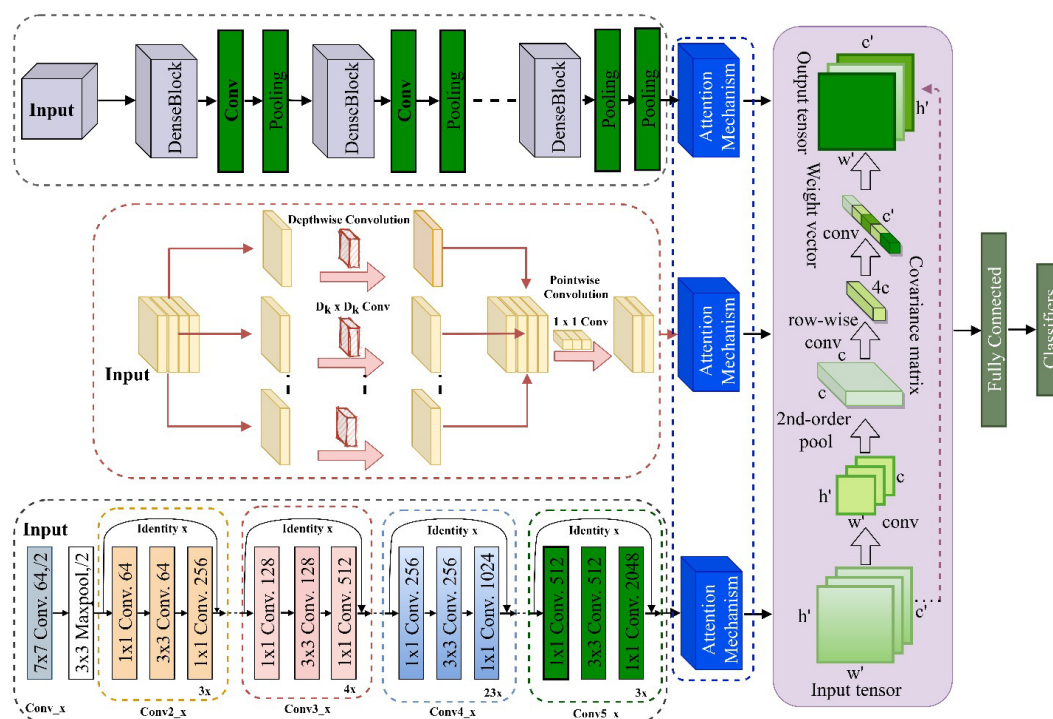 Input
DenseBlock
Conv
Pooling
DenseBlock
Conv
Pooling
DenseBlock
Pooling
Pooling
Attention
Mechanism
Depthwise Convolution
Dk x Dk Conv
Pointwise
Convolution
1 x 1 Conv
Input
Attention
Mechanism
Input
Identity x
Identity x
Identity x
Identity x
7x7 Conv. 64,/2
3x3 Maxpool,/2
1x1 Conv. 64
3x3 Conv. 64
1x1 Conv. 256
1x1 Conv. 128
3x3 Conv. 128
1x1 Conv. 512
1x1 Conv. 256
3x3 Conv. 256
1x1 Conv. 1024
1x1 Conv. 512
3x3 Conv. 512
1x1 Conv. 2048
3x
4x
23x
3x
Conv_x
Conv2_x
Conv3_x
Conv4_x
Conv5_x
Attention
Mechanism
c'
Output tensor
h'
w'
Weight vector
c'
conv
Covariance matrix
4c
row-wise
conv
c
c
2nd-order
pool
h'
c
w'
conv
h'
c'
w'
Input tensor
Fully Connected
Classifiers